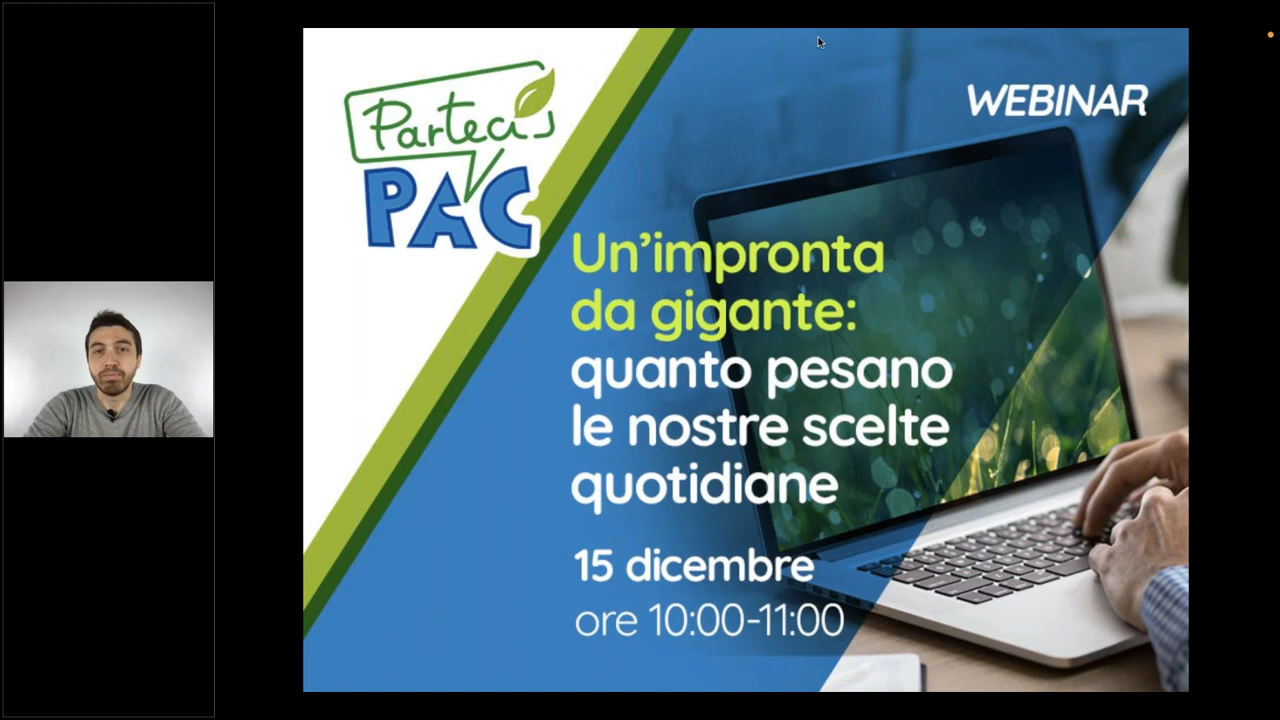 Parteci
PAC
WEBINAR
Un’impronta
da gigante:
quanto pesano
le nostre scelte
quotidiane
15 dicembre
ore 10:00-11:00